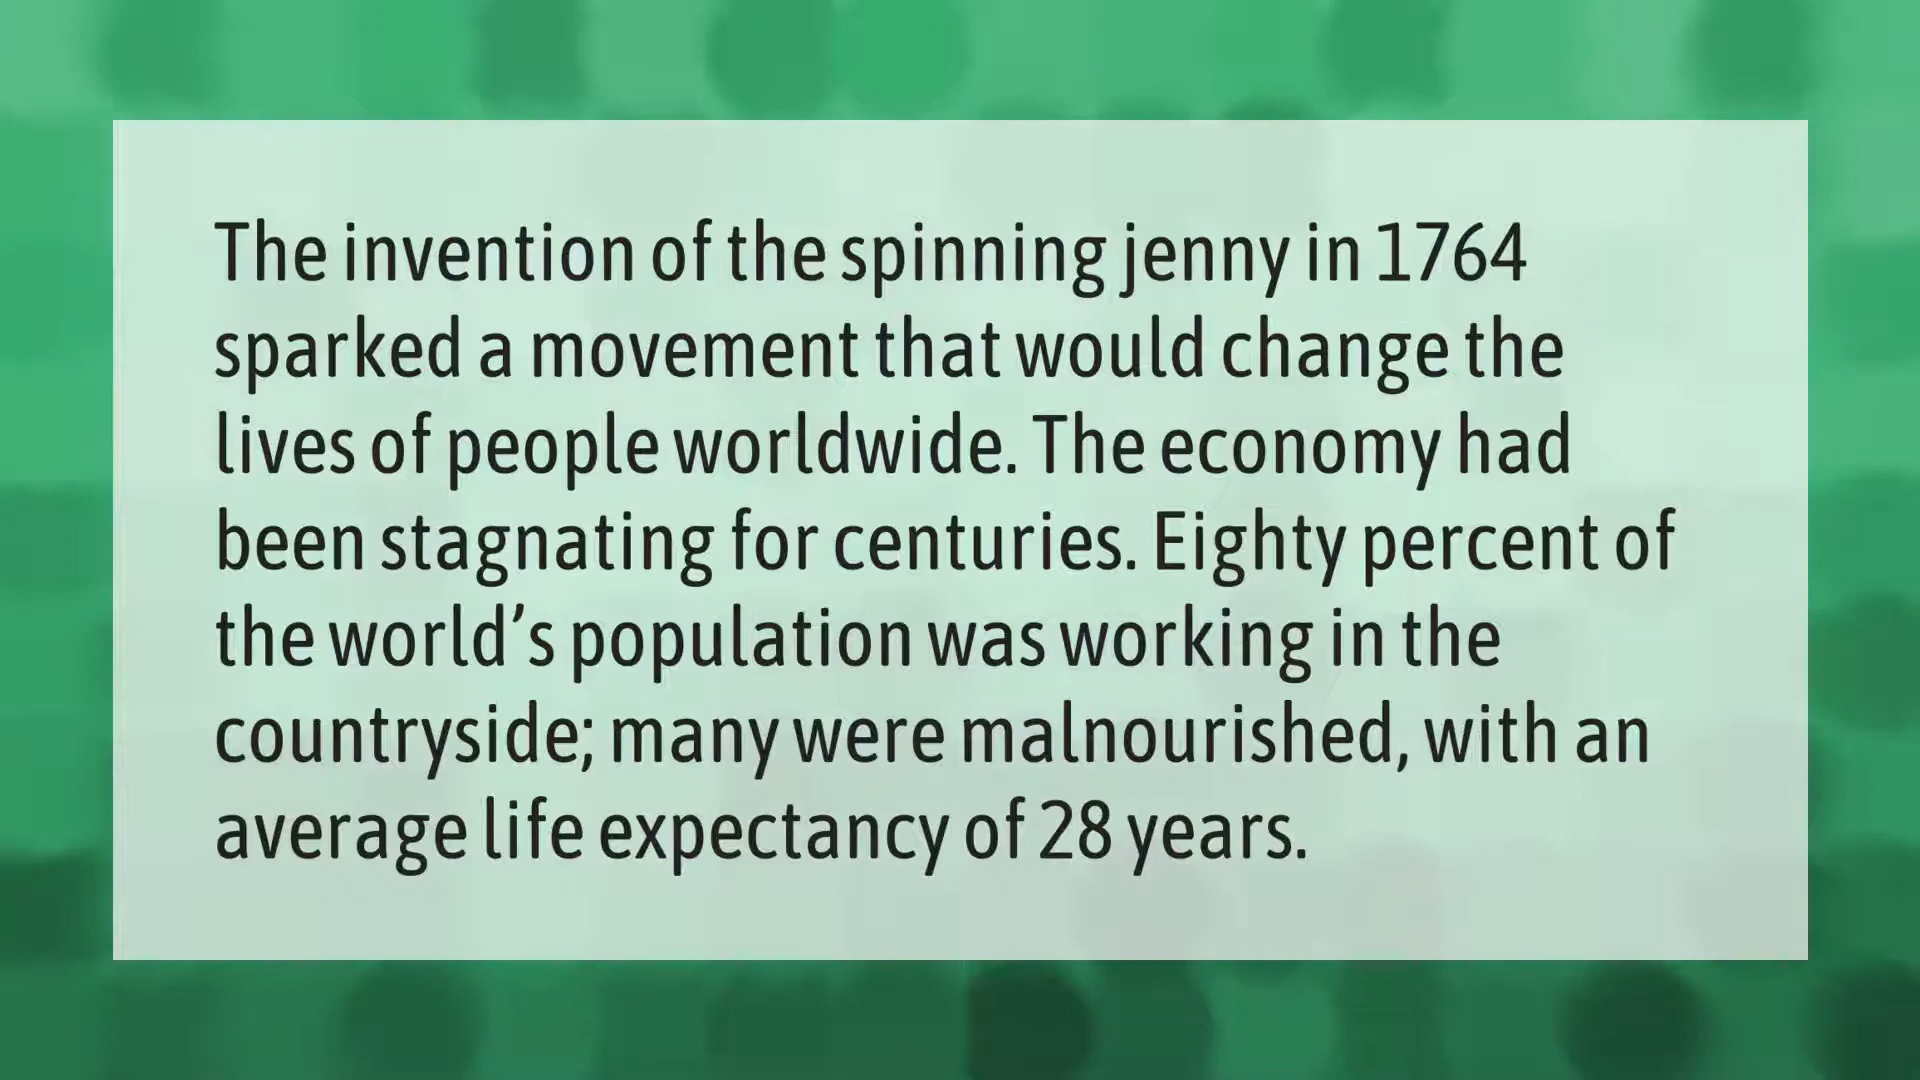 The invention of the spinning jenny in 1764
sparked a movement that would change the
lives of people worldwide. The economy had
been stagnating for centuries. Eighty percent of
the world’s population was working in the
countryside; many were malnourished, with an
average life expectancy of 28 years.